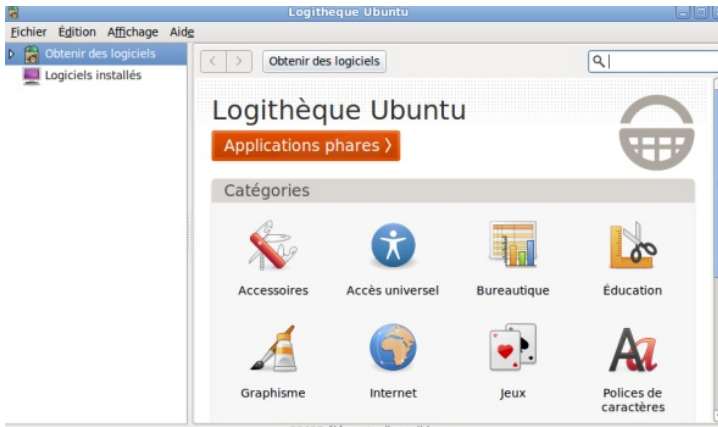 Logithèque Ubuntu
Fichier Édition Affichage Aide
Obtenir des logiciels
Logiciels installés
Obtenir des logiciels
Logithèque Ubuntu
Applications phares ⟩
Catégories
Accessoires Accès universel Bureautique Éducation
Graphisme Internet Jeux Polices de
caractères